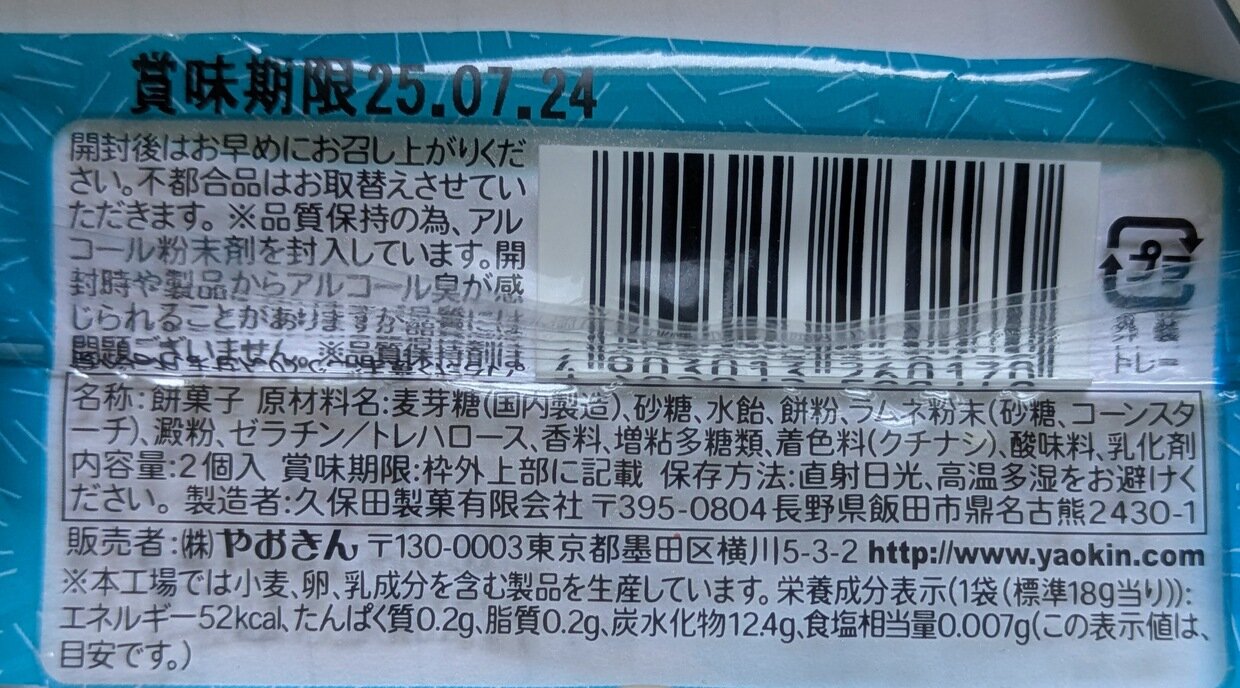 賞味期限25.07.24
開封後はお早めにお召し上がりくだ
さい。不都合品はお取替えさせてい
ただきます。※品質保持の為、アル
コール粉末剤を封入しています。開
封時や製品からアルコール臭が感
じられることがありますが品質には
問題ございません。※品質保持剤は
プラ
外装
トレー
名称:餅菓子 原材料名:麦芽糖(国内製造)、砂糖、水飴、餅粉、ラムネ粉末(砂糖、コーンスタ
ーチ)、澱粉、ゼラチン/トレハロース、香料、増粘多糖類、着色料(クチナシ)、酸味料、乳化剤
内容量:2個入 賞味期限:枠外上部に記載 保存方法:直射日光、高温多湿をお避けく
ださい。製造者:久保田製菓有限会社 〒395-0804長野県飯田市鼎名古熊2430-1
販売者:㈱やおきん 〒130-0003東京都墨田区横川5-3-2 http://www.yaokin.com
※本工場では小麦、卵、乳成分を含む製品を生産しています。栄養成分表示(1袋(標準18g当り)):
エネルギー52kcal、たんぱく質0.2g、脂質0.2g、炭水化物12.4g、食塩相当量0.007g(この表示値は、
目安です。)